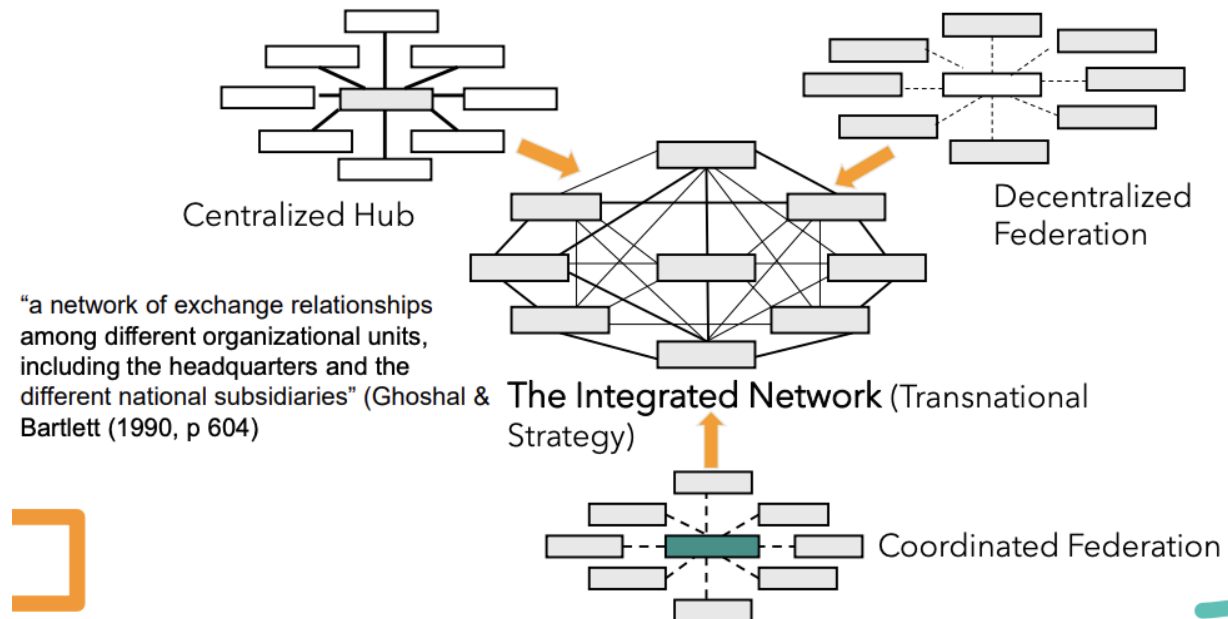 Centralized Hub
Decentralized
Federation
“a network of exchange relationships
among different organizational units,
including the headquarters and the
different national subsidiaries” (Ghoshal &
Bartlett (1990, p 604)
The Integrated Network (Transnational
Strategy)
Coordinated Federation